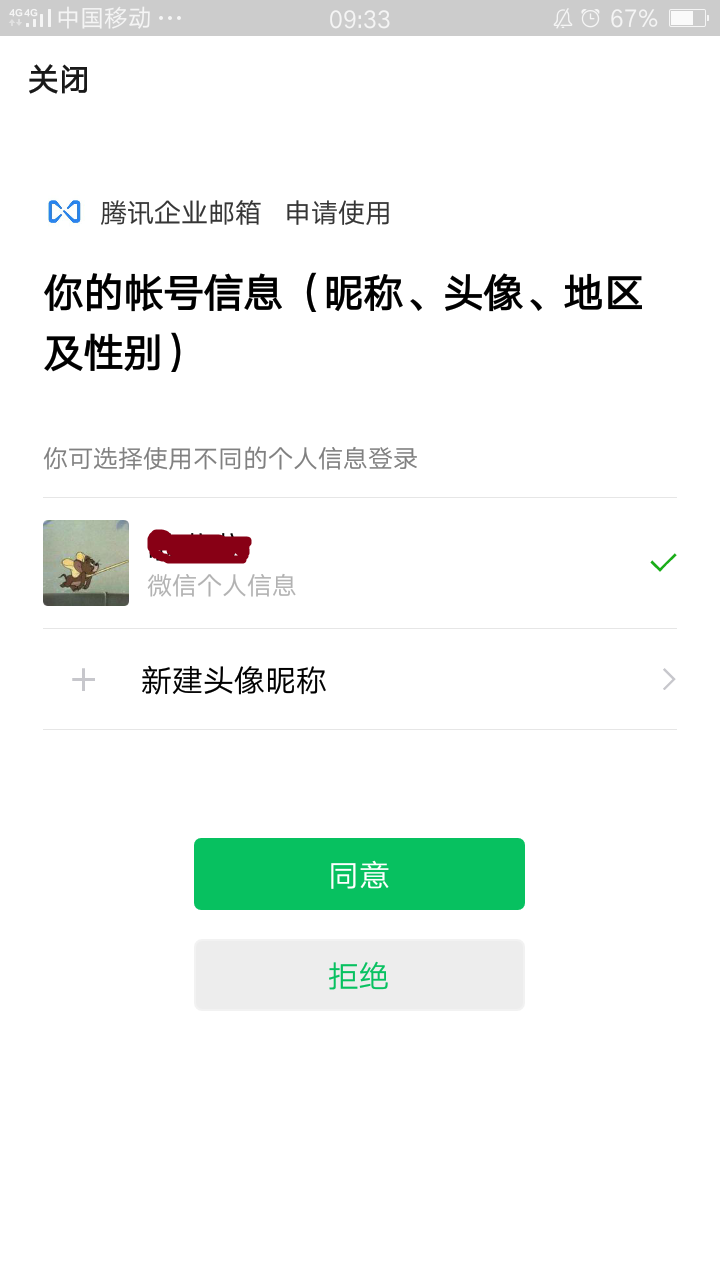 4G 4G 中国移动 ··· 09:33 67%
关闭
腾讯企业邮箱 申请使用
你的帐号信息（昵称、头像、地区
及性别）
你可选择使用不同的个人信息登录
微信个人信息
新建头像昵称
同意
拒绝